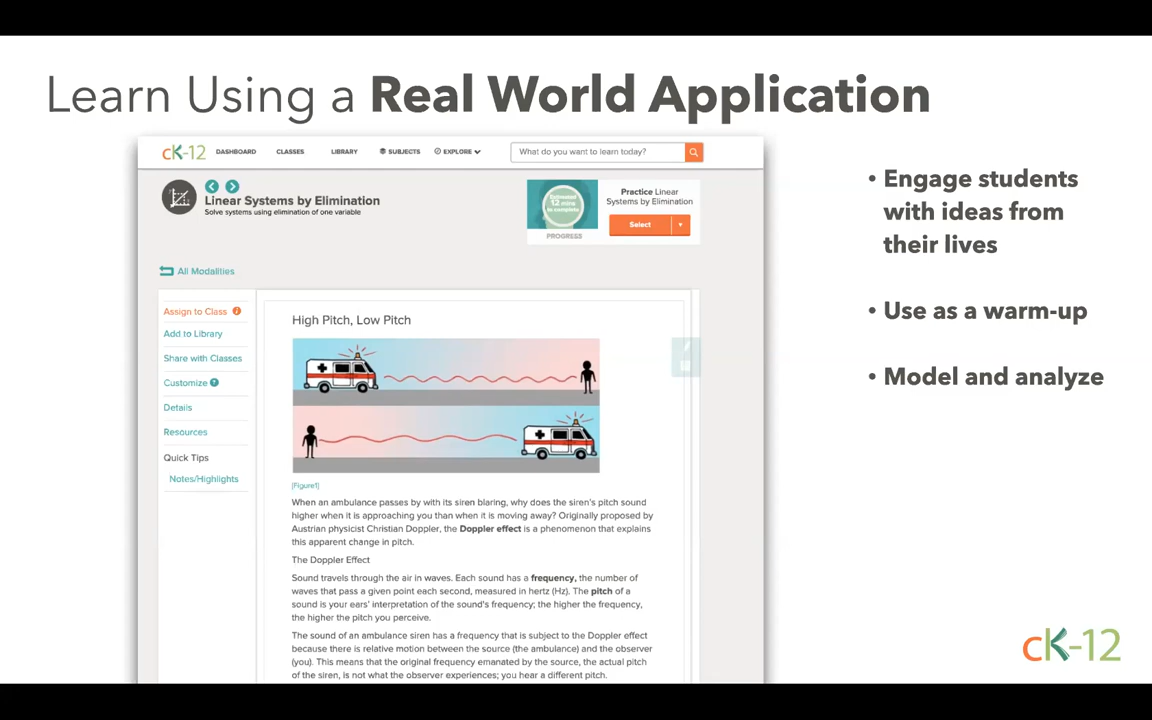 Learn Using a Real World Application
cK-12 DASHBOARD CLASSES LIBRARY SUBJECTS EXPLORE What do you want to learn today?
Linear Systems by Elimination
Solve systems using elimination of one variable
Estimated
12 mins
to complete
PROGRESS
Practice Linear
Systems by Elimination
Select
All Modalities
Assign to Class
Add to Library
Share with Classes
Customize
Details
Resources
Quick Tips
Notes/Highlights
High Pitch, Low Pitch
[Figure1]
When an ambulance passes by with its siren blaring, why does the siren's pitch sound
higher when it is approaching you than when it is moving away? Originally proposed by
Austrian physicist Christian Doppler, the Doppler effect is a phenomenon that explains
this apparent change in pitch.
The Doppler Effect
Sound travels through the air in waves. Each sound has a frequency, the number of
waves that pass a given point each second, measured in hertz (Hz). The pitch of a
sound is your ears' interpretation of the sound's frequency; the higher the frequency,
the higher the pitch you perceive.
The sound of an ambulance siren has a frequency that is subject to the Doppler effect
because there is relative motion between the source (the ambulance) and the observer
(you). This means that the original frequency emanated by the source, the actual pitch
of the siren, is not what the observer experiences; you hear a different pitch.
• Engage students
with ideas from
their lives
• Use as a warm-up
• Model and analyze
cK-12